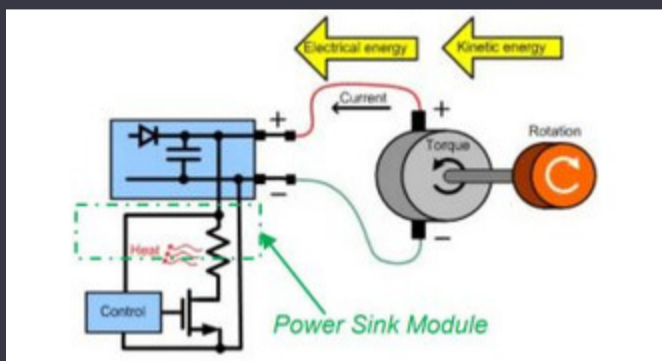 Electrical energy
Kinetic energy
Current
+
+
Rotation
Torque
−
−
Heat
Control
Power Sink Module